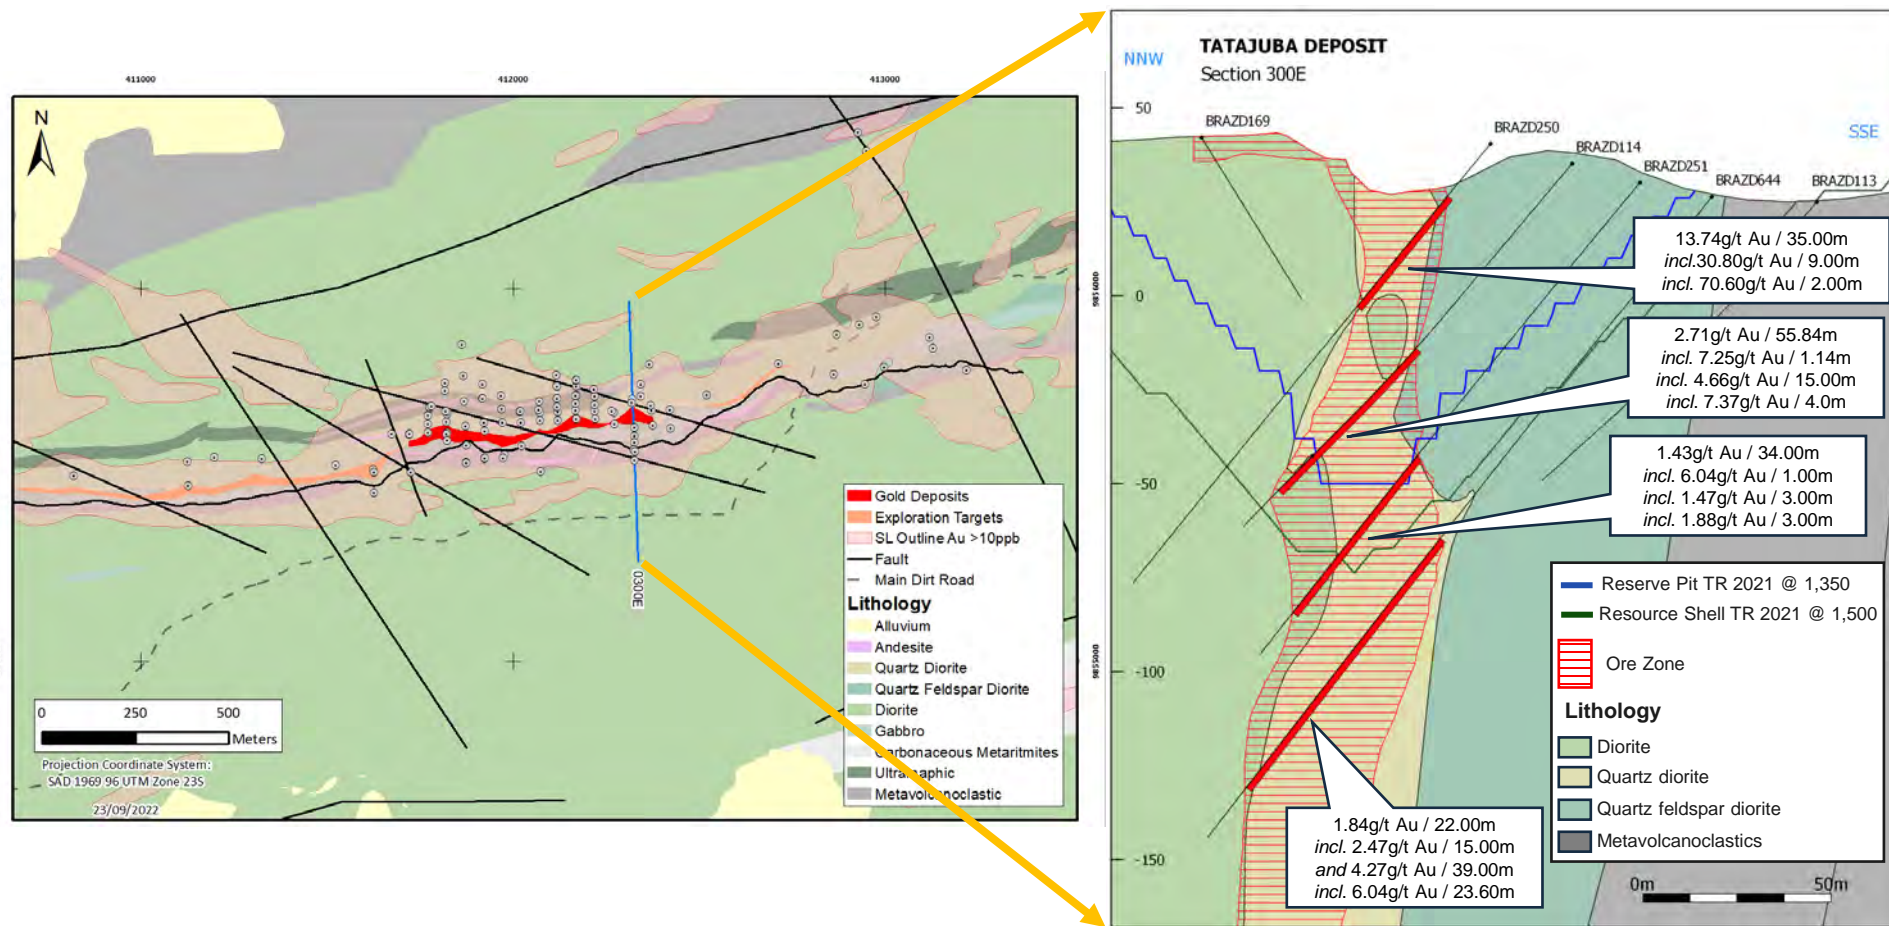 411000
412000
413000
N
9856000
9855000
0300E
Gold Deposits
Exploration Targets
SL Outline Au >10ppb
Fault
Main Dirt Road
Lithology
Alluvium
Andesite
Quartz Diorite
Quartz Feldspar Diorite
Diorite
Gabbro
Carbonaceous Metaritmites
Ultramaphic
Metavolcanoclastic
0 250 500
Meters
Projection Coordinate System:
SAD 1969 96 UTM Zone 23S
23/09/2022
TATAJUBA DEPOSIT
Section 300E
NNW
SSE
50
0
-50
-100
-150
BRAZD169
BRAZD250
BRAZD114
BRAZD251
BRAZD644
BRAZD113
13.74g/t Au / 35.00m
incl.30.80g/t Au / 9.00m
incl. 70.60g/t Au / 2.00m
2.71g/t Au / 55.84m
incl. 7.25g/t Au / 1.14m
incl. 4.66g/t Au / 15.00m
incl. 7.37g/t Au / 4.0m
1.43g/t Au / 34.00m
incl. 6.04g/t Au / 1.00m
incl. 1.47g/t Au / 3.00m
incl. 1.88g/t Au / 3.00m
1.84g/t Au / 22.00m
incl. 2.47g/t Au / 15.00m
and 4.27g/t Au / 39.00m
incl. 6.04g/t Au / 23.60m
Reserve Pit TR 2021 @ 1,350
Resource Shell TR 2021 @ 1,500
Ore Zone
Lithology
Diorite
Quartz diorite
Quartz feldspar diorite
Metavolcanoclastics
0m 50m